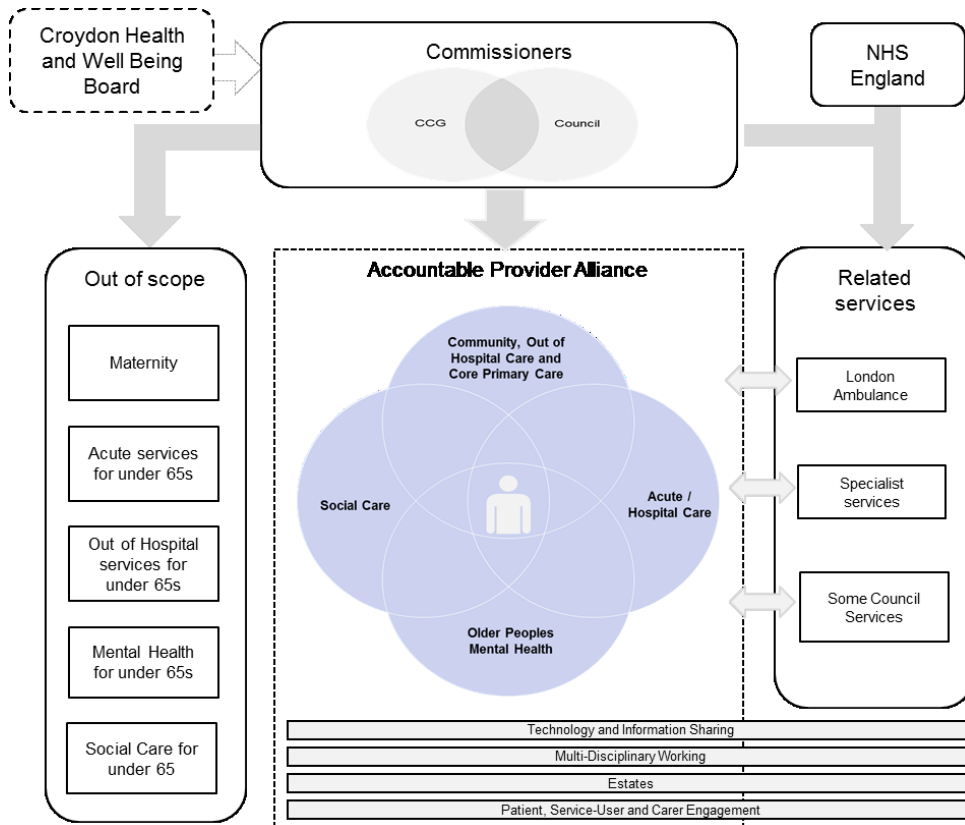 Croydon Health
and Well Being
Board
Commissioners
CCG
Council
NHS
England
Out of scope
Maternity
Acute services
for under 65s
Out of Hospital
services for
under 65s
Mental Health
for under 65s
Social Care for
under 65
Accountable Provider Alliance
Community, Out of
Hospital Care and
Core Primary Care
Social Care
Acute /
Hospital Care
Older Peoples
Mental Health
Related
services
London
Ambulance
Specialist
services
Some Council
Services
Technology and Information Sharing
Multi-Disciplinary Working
Estates
Patient, Service-User and Carer Engagement